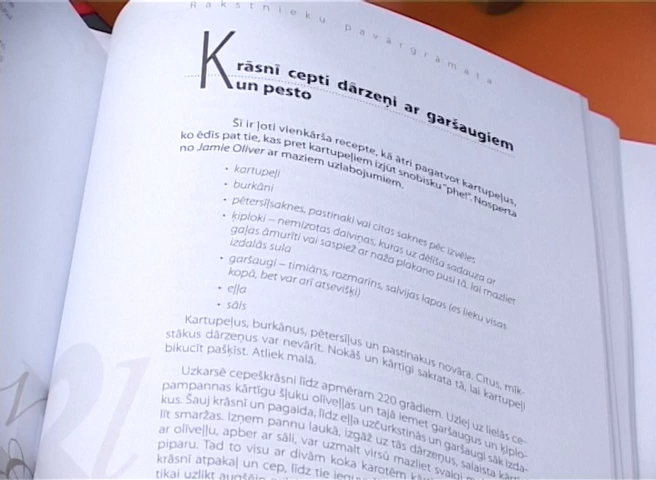 Rakstnieku pavārgrāmata
Krāsnī cepti dārzeņi ar garšaugiem
un pesto
Šī ir ļoti vienkārša recepte, kā ātri pagatavot kartupeļus,
ko ēdīs pat tie, kas pret kartupeļiem izjūt snobisku "phe!". Nosperta
no Jamie Oliver ar maziem uzlabojumiem.
• kartupeļi
• burkāni
• pētersīļsaknes, pastinaki vai citas saknes pēc izvēles
• ķiploki – nemizotas daiviņas, kuras uz dēlīša sadauza ar
gaļas āmurīti vai saspiež ar naža plakano pusi tā, lai mazliet
izdalās sula
• garšaugi – timiāns, rozmarīns, salvijas lapas (es lieku visas
kopā, bet var arī atsevišķi)
• eļļa
• sāls
Kartupeļus, burkānus, pētersīļus un pastinakus novāra. Citus, mīk-
stākus dārzeņus var nevārīt. Nokāš un kārtīgi sakrata tā, lai kartupeļi
bikucīt pašķīst. Atliek malā.
Uzkarsē cepeškrāsni līdz apmēram 220 grādiem. Uzlej uz lielās ce-
pampannas kārtīgu šļuku olīveļļas un tajā iemet garšaugus un ķiplo-
kus. Šauj krāsnī un pagaida, līdz eļļa uzčurkstinās un garšaugi sāk izda-
līt smaržas. Izņem pannu laukā, izgāž uz tās dārzeņus, salaista kārtī
ar olīveļļu, apber ar sāli, var uzmalt virsū mazliet svaigi
piparu. Tad to visu ar divām koka karotēm
krāsnī atpakaļ un cep, līdz tie
tikai uzlikt